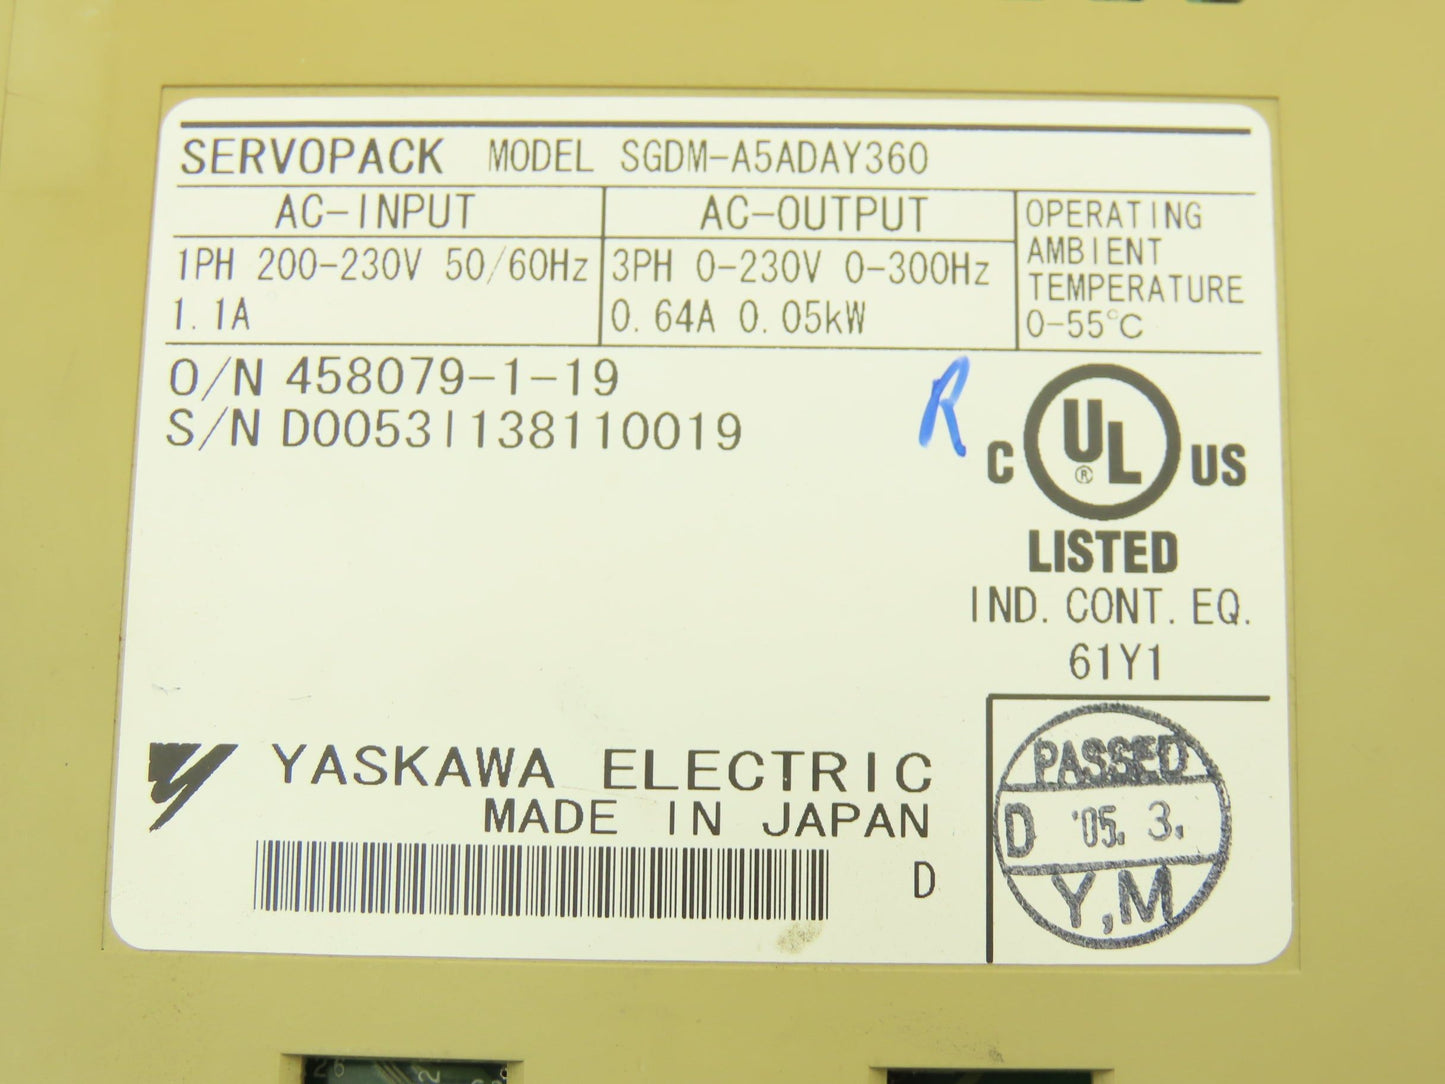 SERVOPACK MODEL SGDM-A5ADAY360
AC-INPUT
1PH 200-230V 50/60Hz
1.1A
AC-OUTPUT
3PH 0-230V 0-300Hz
0.64A 0.05kW
OPERATING
AMBIENT
TEMPERATURE
0-55°C
O/N 458079-1-19
S/N D0053I138110019
R
C UL ® US
LISTED
IND. CONT. EQ.
61Y1
YASKAWA ELECTRIC
MADE IN JAPAN
D
PASSED
D '05. 3.
Y,M
26
2